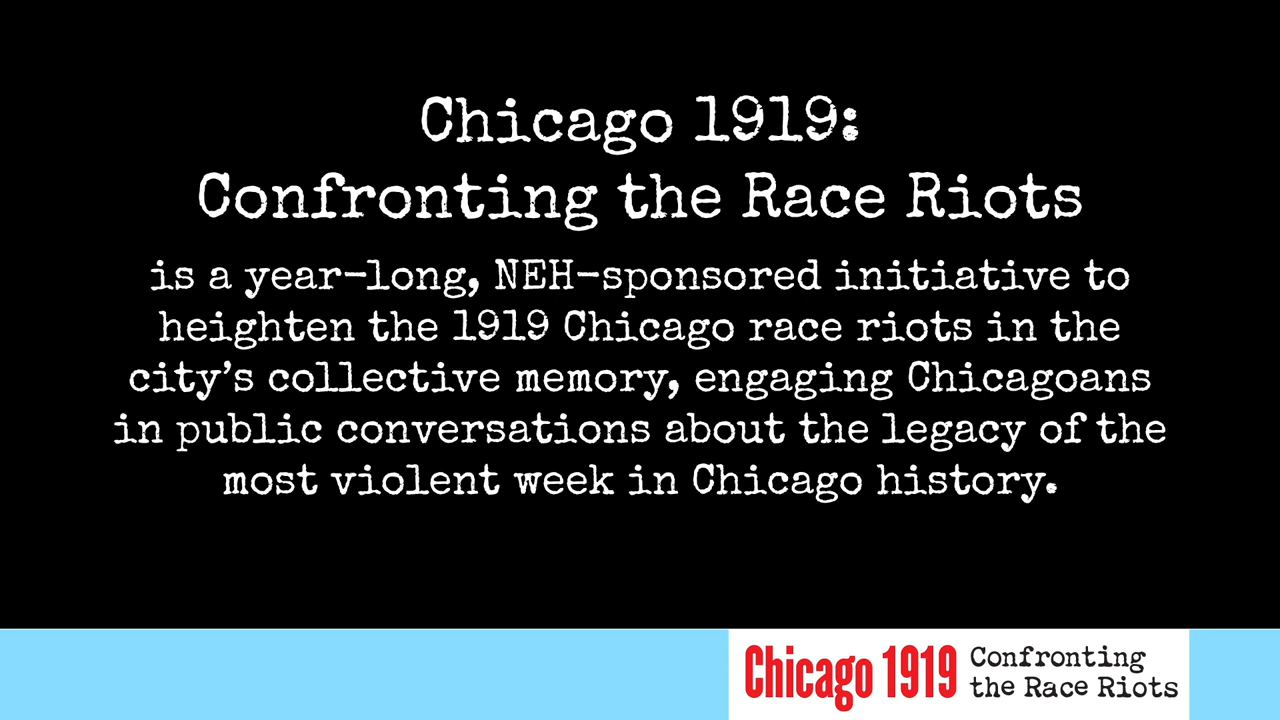 Chicago 1919:
Confronting the Race Riots
is a year-long, NEH-sponsored initiative to
heighten the 1919 Chicago race riots in the
city's collective memory, engaging Chicagoans
in public conversations about the legacy of the
most violent week in Chicago history.
Chicago 1919
Confronting
the Race Riots